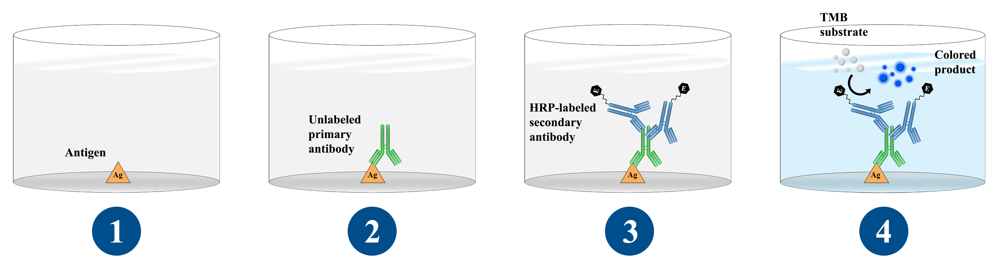 Antigen
Ag
1
Unlabeled
primary
antibody
Ag
2
HRP-labeled
secondary
antibody
E
E
Ag
3
TMB
substrate
Colored
product
E
E
Ag
4